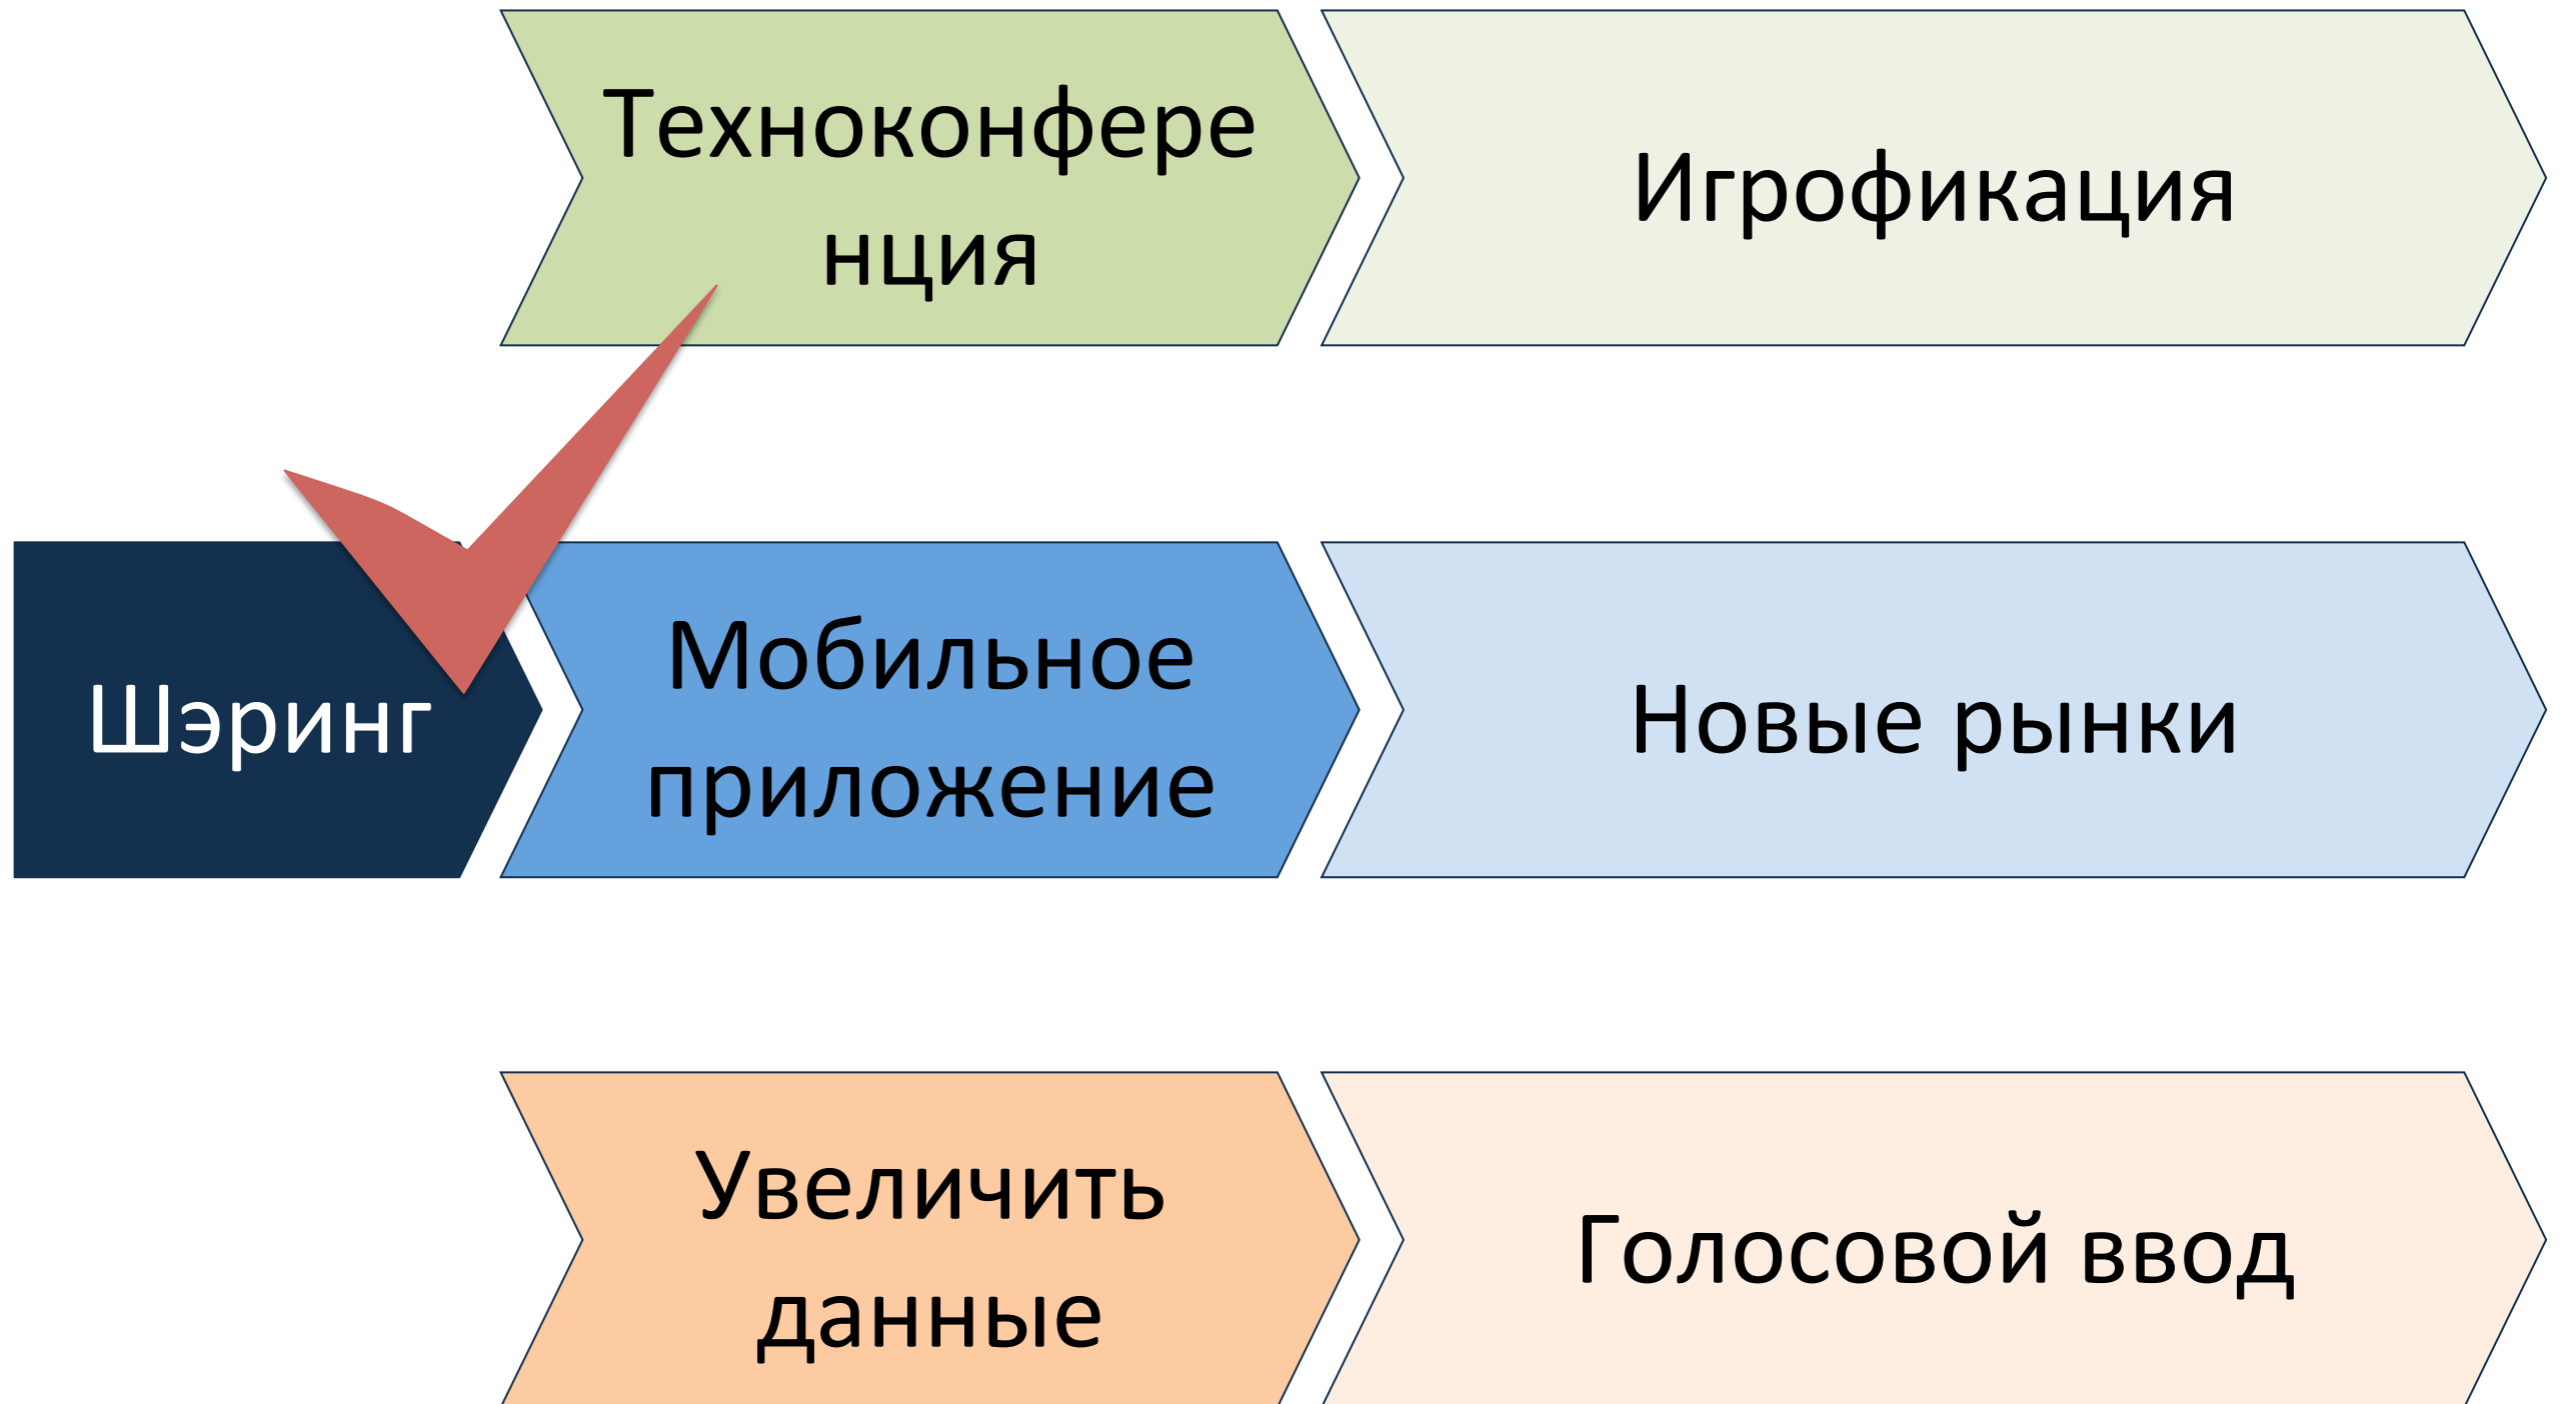 Техноконфере
нция
Игрофикация
Шэринг
Мобильное
приложение
Новые рынки
Увеличить
данные
Голосовой ввод